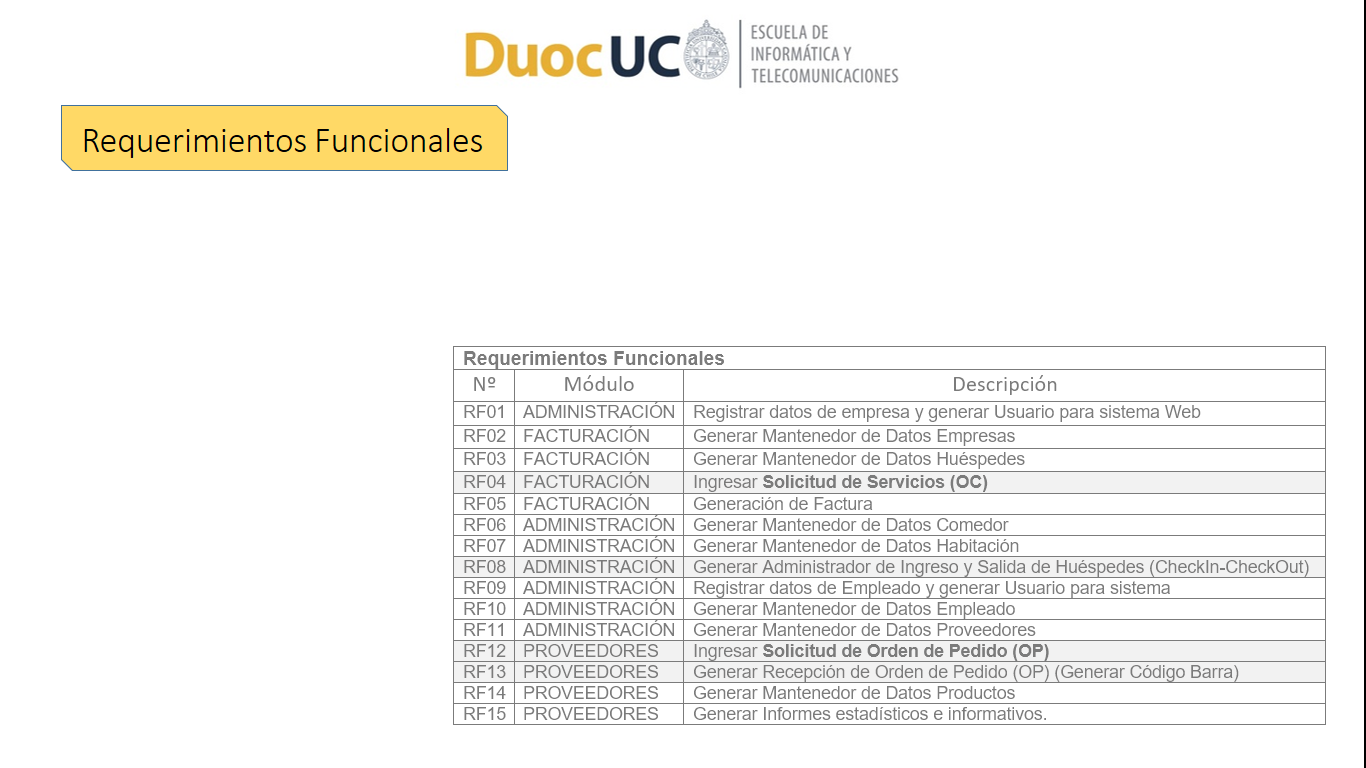 Duoc UC
ESCUELA DE
INFORMÁTICA Y
TELECOMUNICACIONES
Requerimientos Funcionales
Requerimientos Funcionales
Nº Módulo Descripción
RF01 ADMINISTRACIÓN Registrar datos de empresa y generar Usuario para sistema Web
RF02 FACTURACIÓN Generar Mantenedor de Datos Empresas
RF03 FACTURACIÓN Generar Mantenedor de Datos Huéspedes
RF04 FACTURACIÓN Ingresar Solicitud de Servicios (OC)
RF05 FACTURACIÓN Generación de Factura
RF06 ADMINISTRACIÓN Generar Mantenedor de Datos Comedor
RF07 ADMINISTRACIÓN Generar Mantenedor de Datos Habitación
RF08 ADMINISTRACIÓN Generar Administrador de Ingreso y Salida de Huéspedes (CheckIn-CheckOut)
RF09 ADMINISTRACIÓN Registrar datos de Empleado y generar Usuario para sistema
RF10 ADMINISTRACIÓN Generar Mantenedor de Datos Empleado
RF11 ADMINISTRACIÓN Generar Mantenedor de Datos Proveedores
RF12 PROVEEDORES Ingresar Solicitud de Orden de Pedido (OP)
RF13 PROVEEDORES Generar Recepción de Orden de Pedido (OP) (Generar Código Barra)
RF14 PROVEEDORES Generar Mantenedor de Datos Productos
RF15 PROVEEDORES Generar Informes estadísticos e informativos.